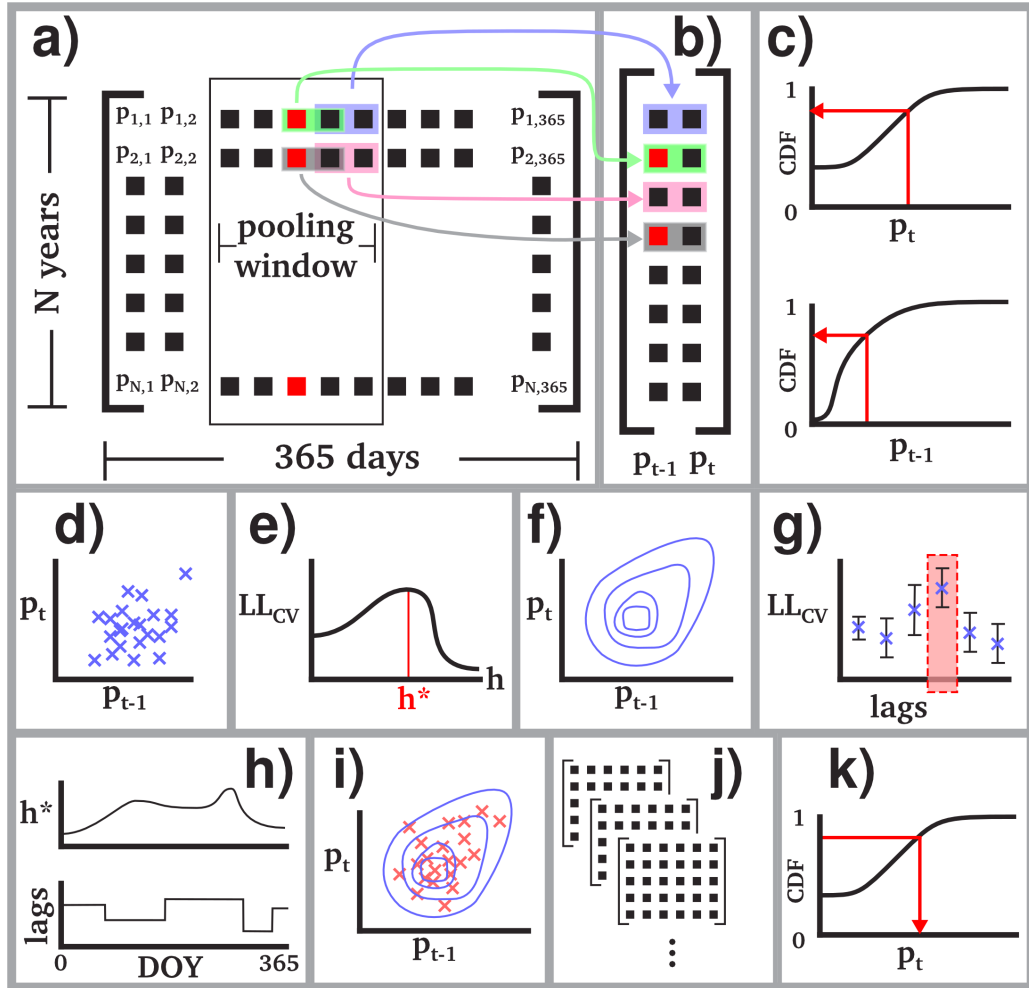 a)
b)
c)
p1,1 p1,2
p1,365
p2,1 p2,2
p2,365
N years
pooling
window
pN,1 pN,2
pN,365
365 days
pt-1 pt
1
CDF
0
pt
1
CDF
0
pt-1
d)
pt
pt-1
e)
LLCV
h
h*
f)
pt
pt-1
g)
LLCV
lags
h)
h*
lags
0 DOY 365
i)
pt
pt-1
j)
k)
1
CDF
0
pt